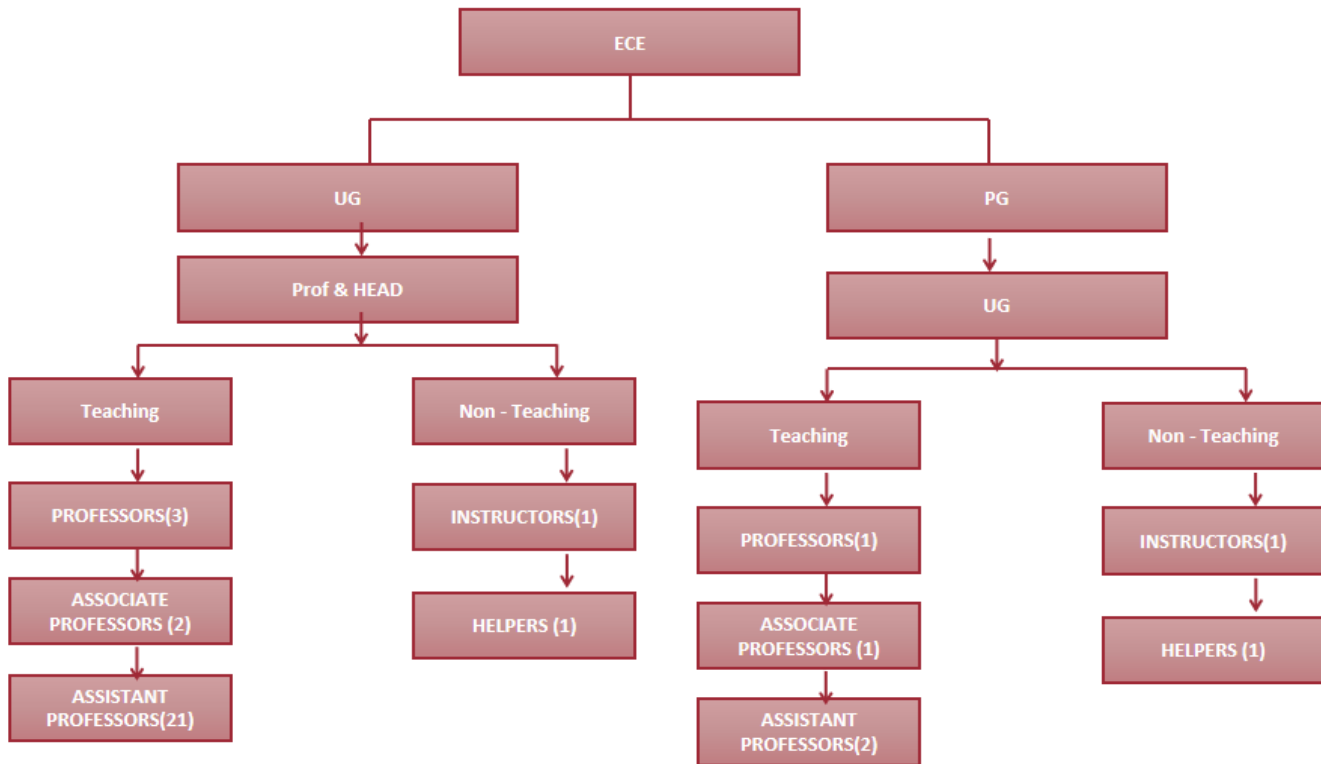 ECE
UG
PG
Prof & HEAD
UG
Teaching
Non - Teaching
Teaching
Non - Teaching
PROFESSORS(3)
INSTRUCTORS(1)
PROFESSORS(1)
INSTRUCTORS(1)
ASSOCIATE
PROFESSORS (2)
HELPERS (1)
ASSOCIATE
PROFESSORS (1)
HELPERS (1)
ASSISTANT
PROFESSORS(21)
ASSISTANT
PROFESSORS(2)